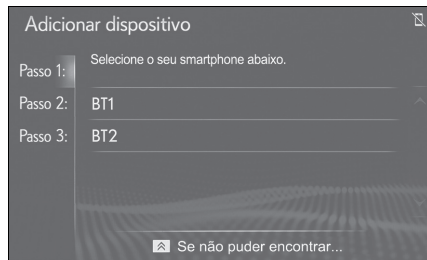 Adicionar dispositivo
Passo 1:
Selecione o seu smartphone abaixo.
Passo 2:
BT1
Passo 3:
BT2
Se não puder encontrar...